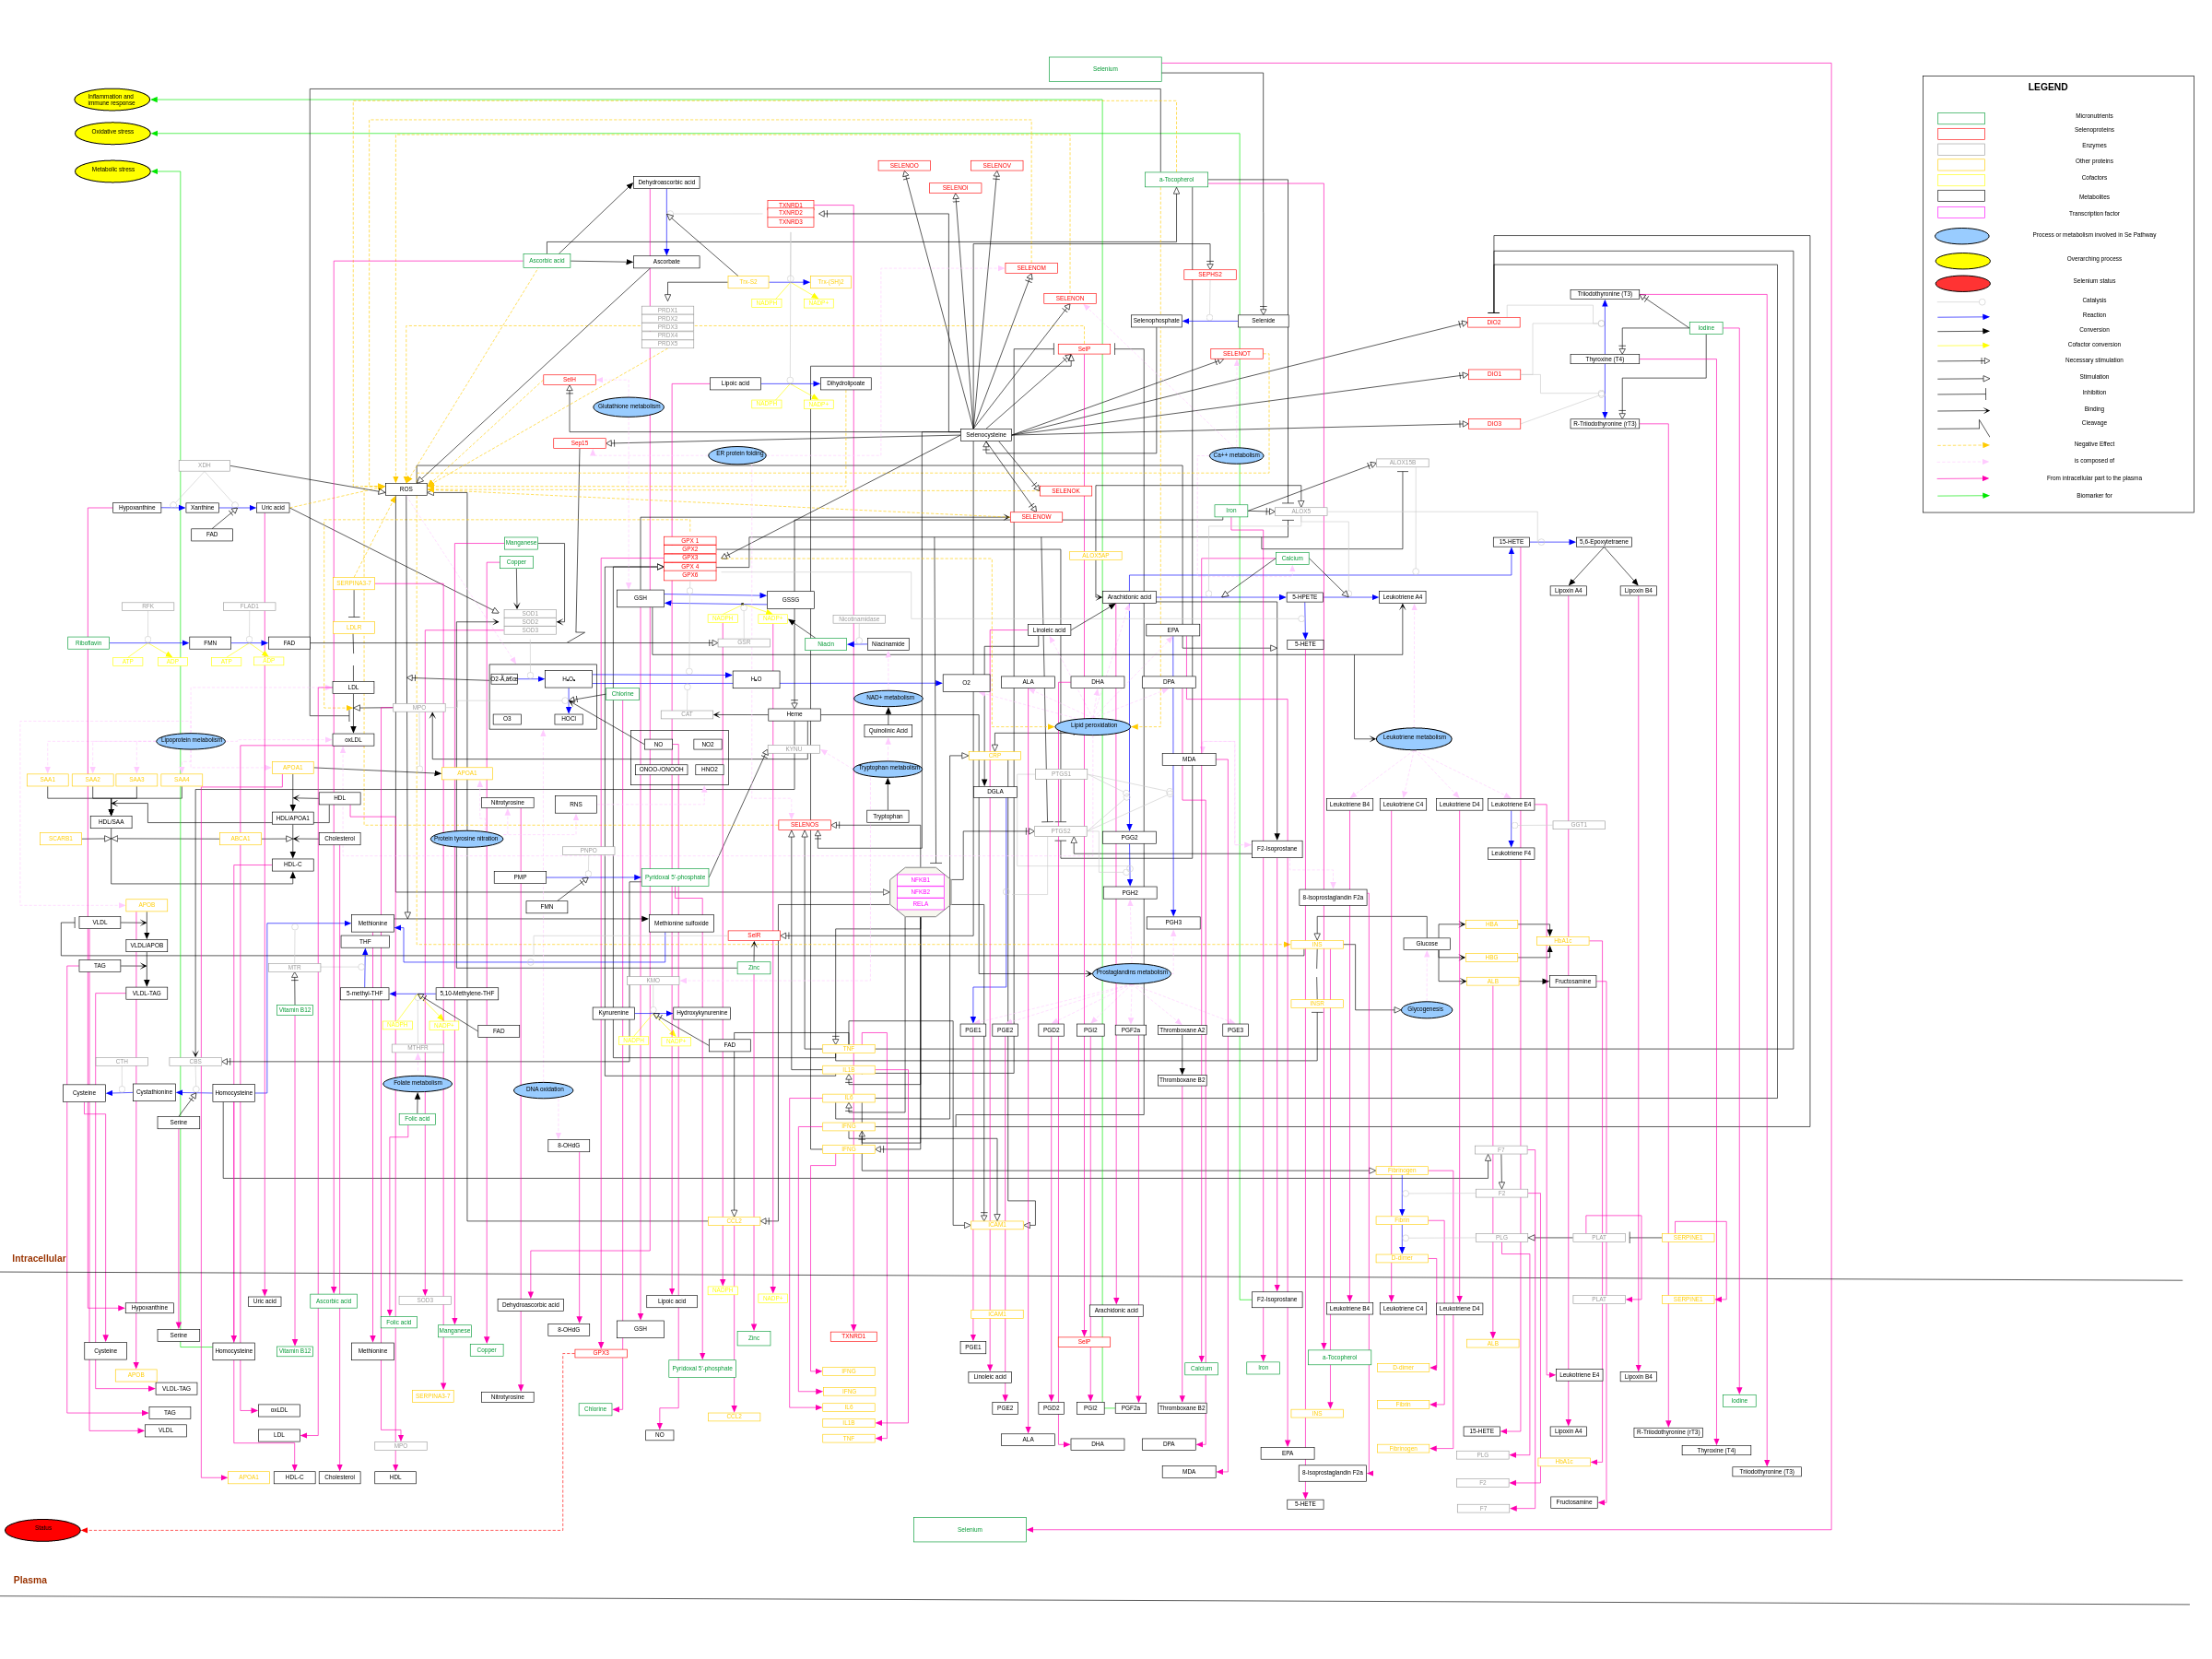 Selenium
LEGEND
Micronutrients
Selenoproteins
Enzymes
Other proteins
Cofactors
Metabolites
Transcription factor
Process or metabolism involved in Se Pathway
Overarching process
Selenium status
Catalysis
Reaction
Conversion
Cofactor conversion
Necessary stimulation
Stimulation
Inhibition
Binding
Cleavage
Negative Effect
is composed of
From intracellular part to the plasma
Biomarker for
Inflammation and
immune response
Oxidative stress
Metabolic stress
SELENOO
SELENOV
SELENOI
Dehydroascorbic acid
a-Tocopherol
TXNRD1
TXNRD2
TXNRD3
Ascorbic acid
Ascorbate
SELENOM
SEPHS2
Trx-S2
Trx-(SH)2
NADPH
NADP+
SELENON
Triiodothyronine (T3)
PRDX1
PRDX2
PRDX3
PRDX4
PRDX5
Selenophosphate
Selenide
DIO2
Iodine
SelP
SELENOT
Thyroxine (T4)
SelH
Lipoic acid
Dihydrolipoate
DIO1
NADPH
NADP+
Glutathione metabolism
DIO3
R-Triiodothyronine (rT3)
Selenocysteine
Sep15
ER protein folding
Ca++ metabolism
ALOX15B
XDH
ROS
SELENOK
Hypoxanthine
Xanthine
Uric acid
Iron
ALOX5
SELENOW
FAD
Manganese
GPX 1
GPX2
GPX3
GPX 4
GPX6
15-HETE
5,6-Epoxytetraene
Copper
ALOX5AP
Calcium
SERPINA3-7
Lipoxin A4
Lipoxin B4
GSH
GSSG
Arachidonic acid
5-HPETE
Leukotriene A4
RFK
FLAD1
SOD1
SOD2
SOD3
NADPH
NADP+
Nicotinamidase
LDLR
Linoleic acid
EPA
Riboflavin
FMN
FAD
GSR
Niacin
Niacinamide
5-HETE
ATP
ADP
ATP
ADP
H₂O₂
H₂O
O2
ALA
DHA
DPA
LDL
Chlorine
NAD+ metabolism
MPO
O3
HOCl
CAT
Heme
Lipid peroxidation
Quinolinic Acid
Lipoprotein metabolism
oxLDL
NO
NO2
KYNU
Leukotriene metabolism
CRP
MDA
SAA1
SAA2
SAA3
SAA4
APOA1
APOA1
ONOO-/ONOOH
HNO2
Tryptophan metabolism
PTGS1
DGLA
HDL
Nitrotyrosine
RNS
Tryptophan
Leukotriene B4
Leukotriene C4
Leukotriene D4
Leukotriene E4
HDL/SAA
HDL/APOA1
SELENOS
PTGS2
GGT1
SCARB1
ABCA1
Cholesterol
Protein tyrosine nitration
PGG2
PNPO
F2-Isoprostane
Leukotriene F4
HDL-C
PMP
Pyridoxal 5'-phosphate
NFKB1
NFKB2
RELA
PGH2
8-Isoprostaglandin F2a
FMN
APOB
VLDL
Methionine
Methionine sulfoxide
PGH3
HBA
THF
SelR
INS
Glucose
HBA1c
VLDL/APOB
HBG
TAG
MTR
Zinc
Prostaglandins metabolism
KMO
ALB
Fructosamine
VLDL-TAG
5-methyl-THF
5,10-Methylene-THF
INSR
Vitamin B12
Kynurenine
Hydroxykynurenine
Glycogenesis
NADPH
NADP+
FAD
PGE1
PGE2
PGD2
PGI2
PGF2a
Thromboxane A2
PGE3
NADPH
NADP+
FAD
MTHFR
TNF
CTH
CBS
IL1B
Thromboxane B2
Folate metabolism
DNA oxidation
Cysteine
Cystathionine
Homocysteine
IL6
Folic acid
Serine
IFNG
8-OHdG
IFNG
F7
Fibrinogen
F2
CCL2
ICAM1
Fibrin
PLG
PLAT
SERPINE1
D-dimer
Intracellular
NADPH
NADP+
Uric acid
Ascorbic acid
SOD3
Lipoic acid
F2-Isoprostane
PLAT
SERPINE1
Hypoxanthine
Dehydroascorbic acid
Arachidonic acid
Leukotriene B4
Leukotriene C4
Leukotriene D4
Folic acid
ICAM1
Manganese
8-OHdG
GSH
Serine
Zinc
TXNRD1
SelP
ALB
Cysteine
Homocysteine
Vitamin B12
Methionine
Copper
GPX3
PGE1
a-Tocopherol
Pyridoxal 5'-phosphate
IFNG
Calcium
Iron
D-dimer
APOB
Linoleic acid
Leukotriene E4
Lipoxin B4
VLDL-TAG
SERPINA3-7
Nitrotyrosine
IFNG
Iodine
TAG
oxLDL
Chlorine
IL6
PGE2
PGD2
PGI2
PGF2a
Thromboxane B2
Fibrin
CCL2
INS
VLDL
LDL
NO
IL1B
15-HETE
Lipoxin A4
R-Triiodothyronine (rT3)
TNF
ALA
MPO
DHA
DPA
Fibrinogen
Thyroxine (T4)
EPA
PLG
HbA1c
APOA1
HDL-C
Cholesterol
HDL
MDA
8-Isoprostaglandin F2a
Triiodothyronine (T3)
F2
5-HETE
Fructosamine
F7
Status
Selenium
Plasma